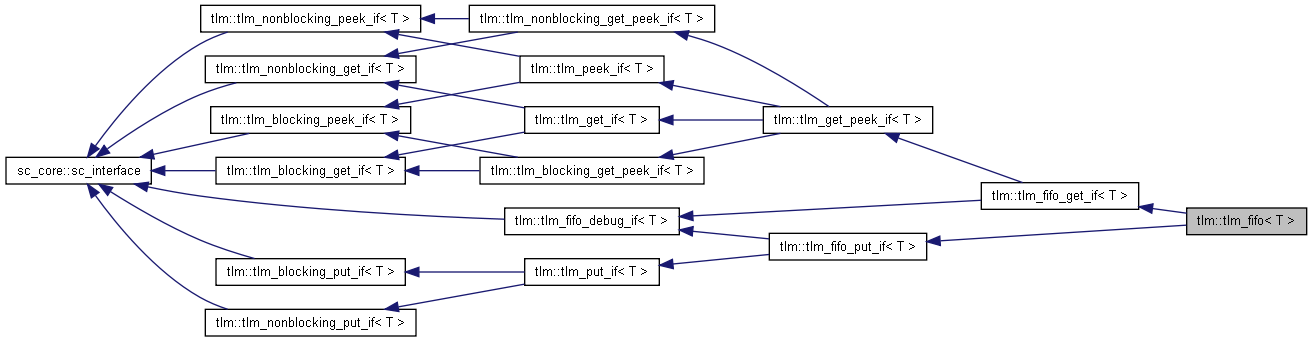 tlm::tlm_nonblocking_peek_if< T >
tlm::tlm_nonblocking_get_peek_if< T >
tlm::tlm_nonblocking_get_if< T >
tlm::tlm_peek_if< T >
tlm::tlm_blocking_peek_if< T >
tlm::tlm_get_if< T >
tlm::tlm_get_peek_if< T >
sc_core::sc_interface
tlm::tlm_blocking_get_if< T >
tlm::tlm_blocking_get_peek_if< T >
tlm::tlm_fifo_get_if< T >
tlm::tlm_fifo_debug_if< T >
tlm::tlm_fifo< T >
tlm::tlm_fifo_put_if< T >
tlm::tlm_blocking_put_if< T >
tlm::tlm_put_if< T >
tlm::tlm_nonblocking_put_if< T >